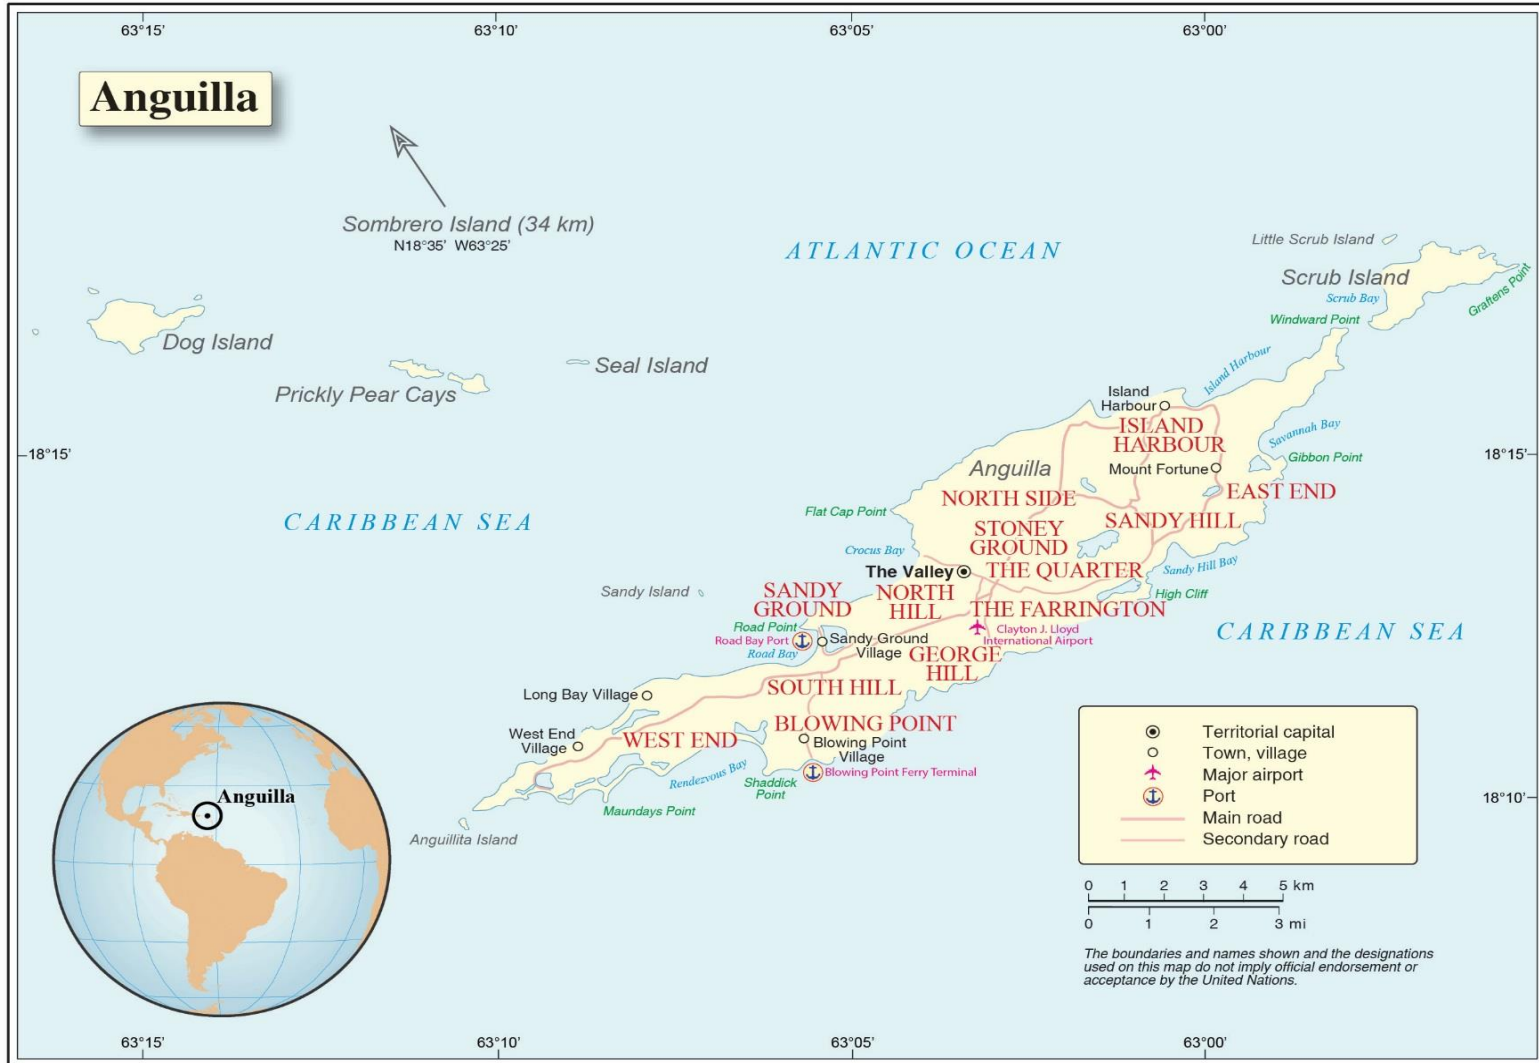 63°15’ 63°10’ 63°05’ 63°00’
Anguilla
Sombrero Island (34 km)
N18°35’ W63°25’
ATLANTIC OCEAN
Little Scrub Island
Scrub Island
Scrub Bay
Graftens Point
Windward Point
Dog Island
Prickly Pear Cays
Seal Island
Island Harbour
Island
Harbour
ISLAND
HARBOUR
Savannah Bay
Gibbon Point
18°15’
18°15’
Anguilla
Mount Fortune
EAST END
NORTH SIDE
Flat Cap Point
SANDY HILL
CARIBBEAN SEA
STONEY
GROUND
Crocus Bay
The Valley
THE QUARTER
Sandy Hill Bay
High Cliff
Sandy Island
SANDY
GROUND
NORTH
HILL
THE FARRINGTON
Road Point
Road Bay Port
Road Bay
Sandy Ground
Village
Clayton J. Lloyd
International Airport
CARIBBEAN SEA
GEORGE
HILL
SOUTH HILL
Long Bay Village
BLOWING POINT
West End
Village
WEST END
Blowing Point
Village
Blowing Point Ferry Terminal
Rendezvous Bay
Shaddick
Point
Maundays Point
Anguillita Island
18°10’
Anguilla
Territorial capital
Town, village
Major airport
Port
Main road
Secondary road
0 1 2 3 4 5 km
0 1 2 3 mi
The boundaries and names shown and the designations
used on this map do not imply official endorsement or
acceptance by the United Nations.
63°15’ 63°10’ 63°05’ 63°00’